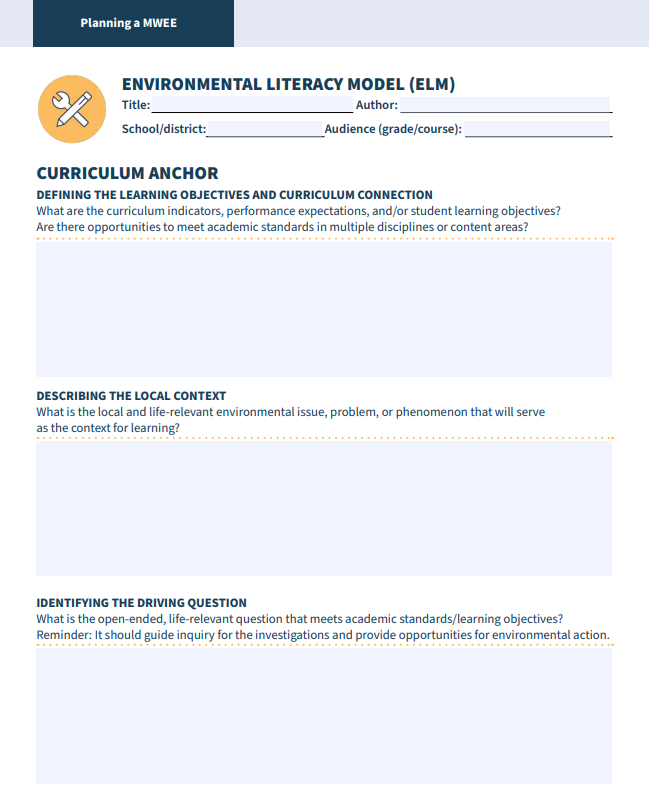 Planning a MWEE
ENVIRONMENTAL LITERACY MODEL (ELM)
Title: Author:
School/district: Audience (grade/course):
CURRICULUM ANCHOR
DEFINING THE LEARNING OBJECTIVES AND CURRICULUM CONNECTION
What are the curriculum indicators, performance expectations, and/or student learning objectives?
Are there opportunities to meet academic standards in multiple disciplines or content areas?
DESCRIBING THE LOCAL CONTEXT
What is the local and life-relevant environmental issue, problem, or phenomenon that will serve
as the context for learning?
IDENTIFYING THE DRIVING QUESTION
What is the open-ended, life-relevant question that meets academic standards/learning objectives?
Reminder: It should guide inquiry for the investigations and provide opportunities for environmental action.